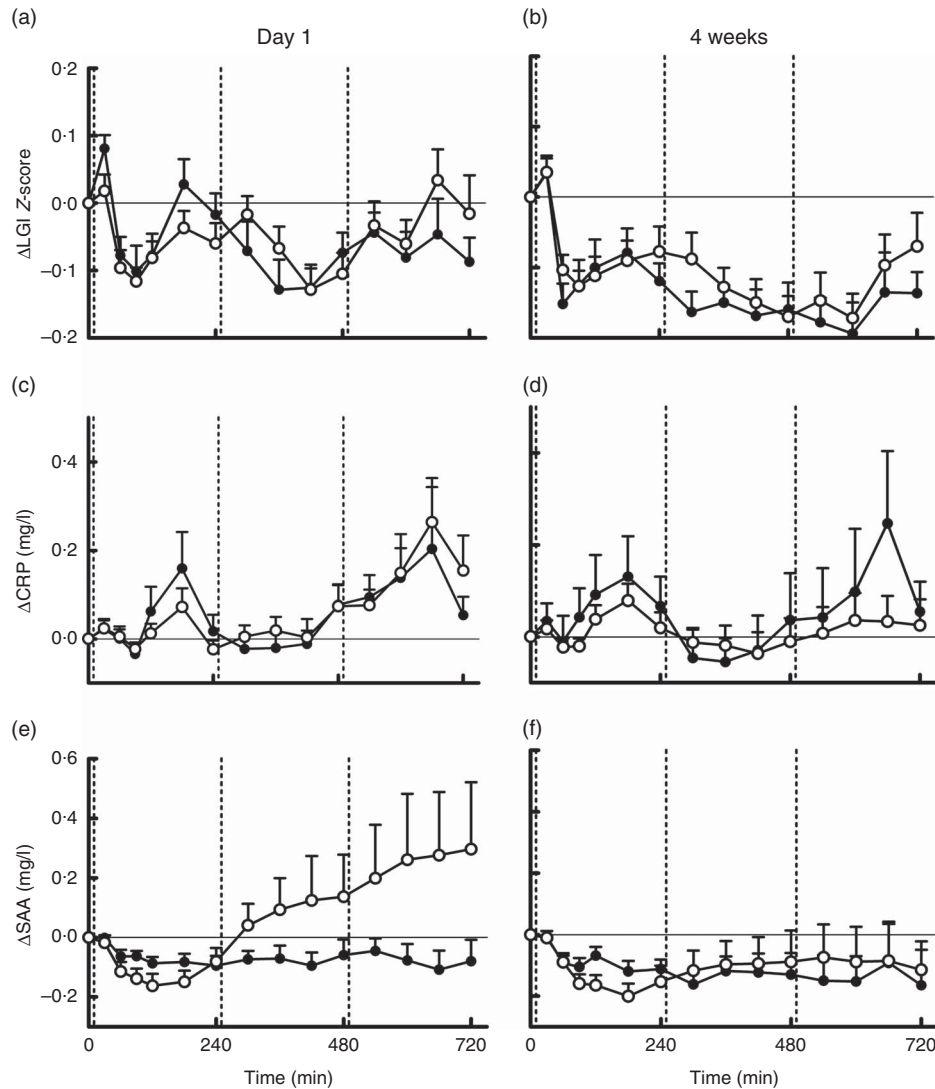 (a)
Day 1
(b)
4 weeks
0·2
0·1
0·0
–0·1
–0·2
ΔLGI Z-score
(c)
(d)
0·4
0·2
0·0
ΔCRP (mg/l)
(e)
(f)
0·6
0·4
0·2
0·0
–0·2
ΔSAA (mg/l)
0 240 480 720
0 240 480 720
Time (min)
Time (min)